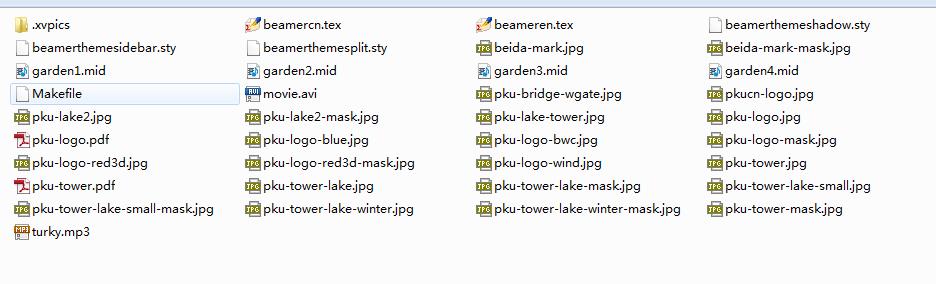 .xvpics beamercn.tex beameren.tex beamerthemeshadow.sty
beamerthemesidebar.sty beamerthemesplit.sty beida-mark.jpg beida-mark-mask.jpg
garden1.mid garden2.mid garden3.mid garden4.mid
Makefile movie.avi pku-bridge-wgate.jpg pkucn-logo.jpg
pku-lake2.jpg pku-lake2-mask.jpg pku-lake-tower.jpg pku-logo.jpg
pku-logo.pdf pku-logo-blue.jpg pku-logo-bwc.jpg pku-logo-mask.jpg
pku-logo-red3d.jpg pku-logo-red3d-mask.jpg pku-logo-wind.jpg pku-tower.jpg
pku-tower.pdf pku-tower-lake.jpg pku-tower-lake-mask.jpg pku-tower-lake-small.jpg
pku-tower-lake-small-mask.jpg pku-tower-lake-winter.jpg pku-tower-lake-winter-mask.jpg pku-tower-mask.jpg
turky.mp3